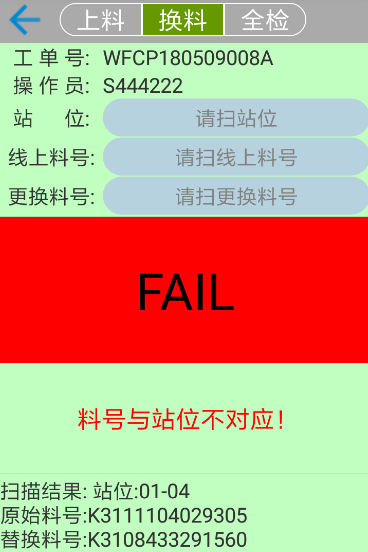 上料 换料 全检
工 单 号: WFCP180509008A
操 作 员: S444222
站 位: 请扫站位
线上料号: 请扫线上料号
更换料号: 请扫更换料号
FAIL
料号与站位不对应!
扫描结果: 站位:01-04
原始料号:K3111104029305
替换料号:K3108433291560